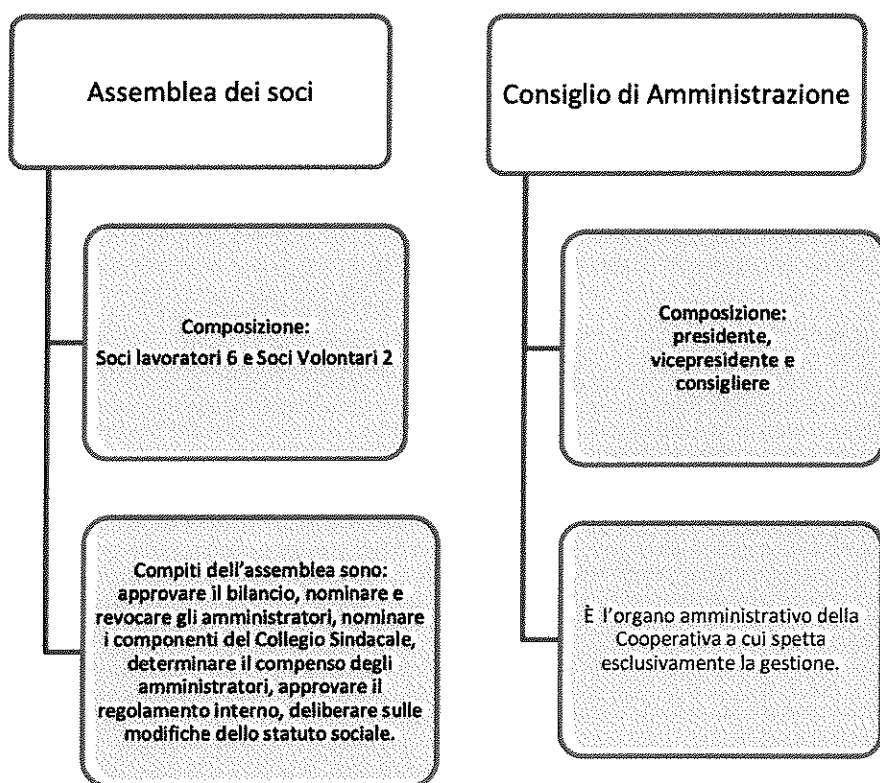 Assemblea dei soci
Composizione:
Soci lavoratori 6 e Soci Volontari 2
Compiti dell'assemblea sono:
approvare il bilancio, nominare e
revocare gli amministratori, nominare
i componenti del Collegio Sindacale,
determinare il compenso degli
amministratori, approvare il
regolamento interno, deliberare sulle
modifiche dello statuto sociale.
Consiglio di Amministrazione
Composizione:
presidente,
vicepresidente e
consigliere
È l'organo amministrativo della
Cooperativa a cui spetta
esclusivamente la gestione.